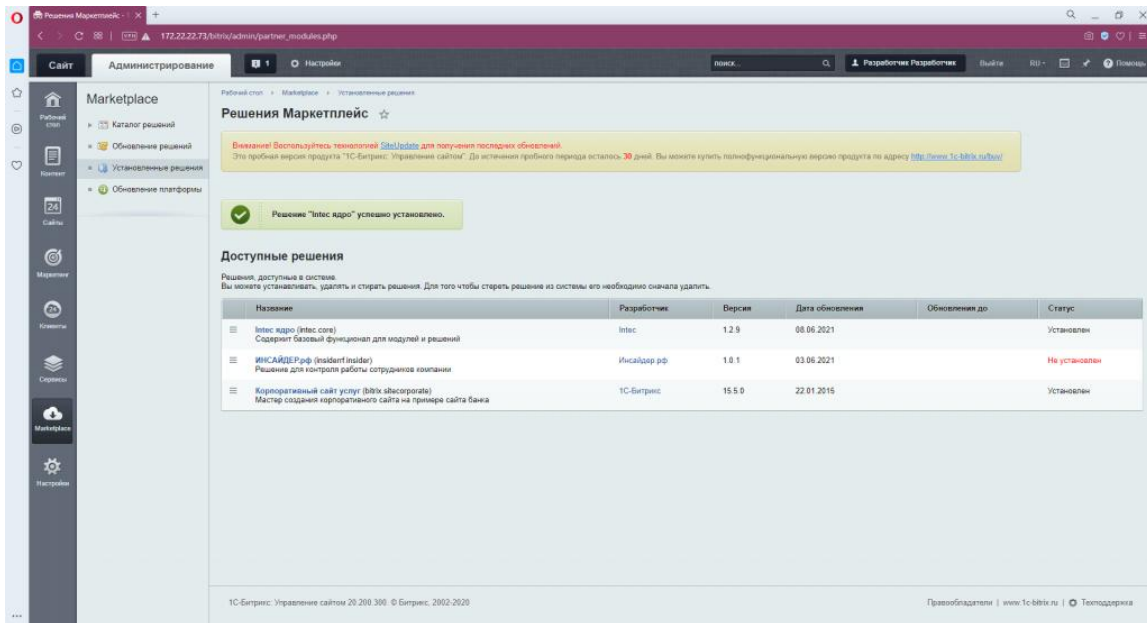 Решения Маркетплейс - 1
VPN
172.22.22.73/bitrix/admin/partner_modules.php
Сайт
Администрирование
1
Настройки
поиск...
Разработчик Разработчик
Выйти
RU
Помощь
Рабочий стол
Контент
24
Сайты
Маркетинг
24
Клиенты
Сервисы
Marketplace
Настройки
Marketplace
Каталог решений
Обновление решений
Установленные решения
Обновление платформы
Рабочий стол
Marketplace
Установленные решения
Решения Маркетплейс
Внимание! Воспользуйтесь технологией SiteUpdate для получения последних обновлений.
Это пробная версия продукта "1С-Битрикс: Управление сайтом". До истечения пробного периода осталось 30 дней. Вы можете купить полнофункциональную версию продукта по адресу http://www.1c-bitrix.ru/buy/
Решение "Intec ядро" успешно установлено.
Доступные решения
Решения, доступные в системе.
Вы можете устанавливать, удалять и стирать решения. Для того чтобы стереть решение из системы его необходимо сначала удалить.
Название Разработчик Версия Дата обновления Обновления до Статус
Intec ядро (intec.core) Intec 1.2.9 08.06.2021 Установлен
Содержит базовый функционал для модулей и решений
ИНСАЙДЕР.рф (insiderrf.insider) Инсайдер.рф 1.0.1 03.06.2021 Не установлен
Решение для контроля работы сотрудников компании
Корпоративный сайт услуг (bitrix.sitecorporate) 1С-Битрикс 15.5.0 22.01.2015 Установлен
Мастер создания корпоративного сайта на примере сайта банка
1С-Битрикс: Управление сайтом 20.200.300. © Битрикс, 2002-2020
Правообладатели | www.1c-bitrix.ru | Техподдержка